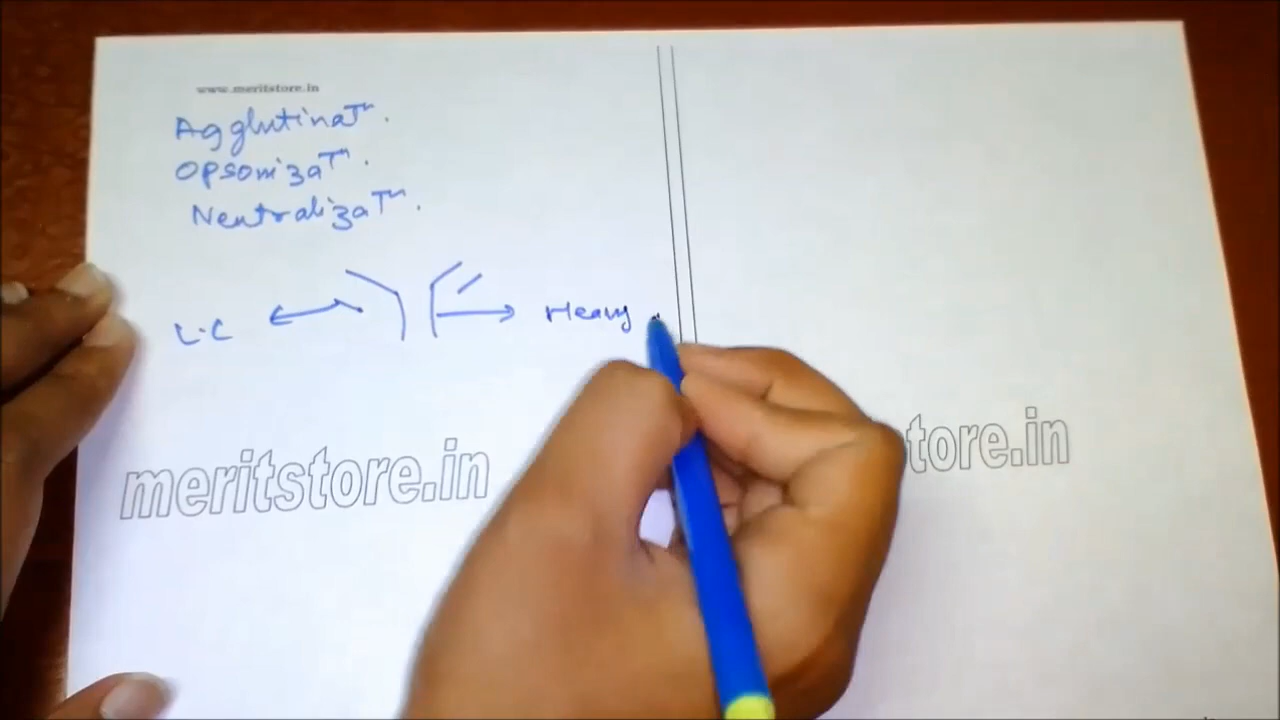 www.meritstore.in
AgglutinaTⁿ.
OpsonizaTⁿ.
NeutralizaTⁿ.
L.C Heavy
meritstore.in
tore.in